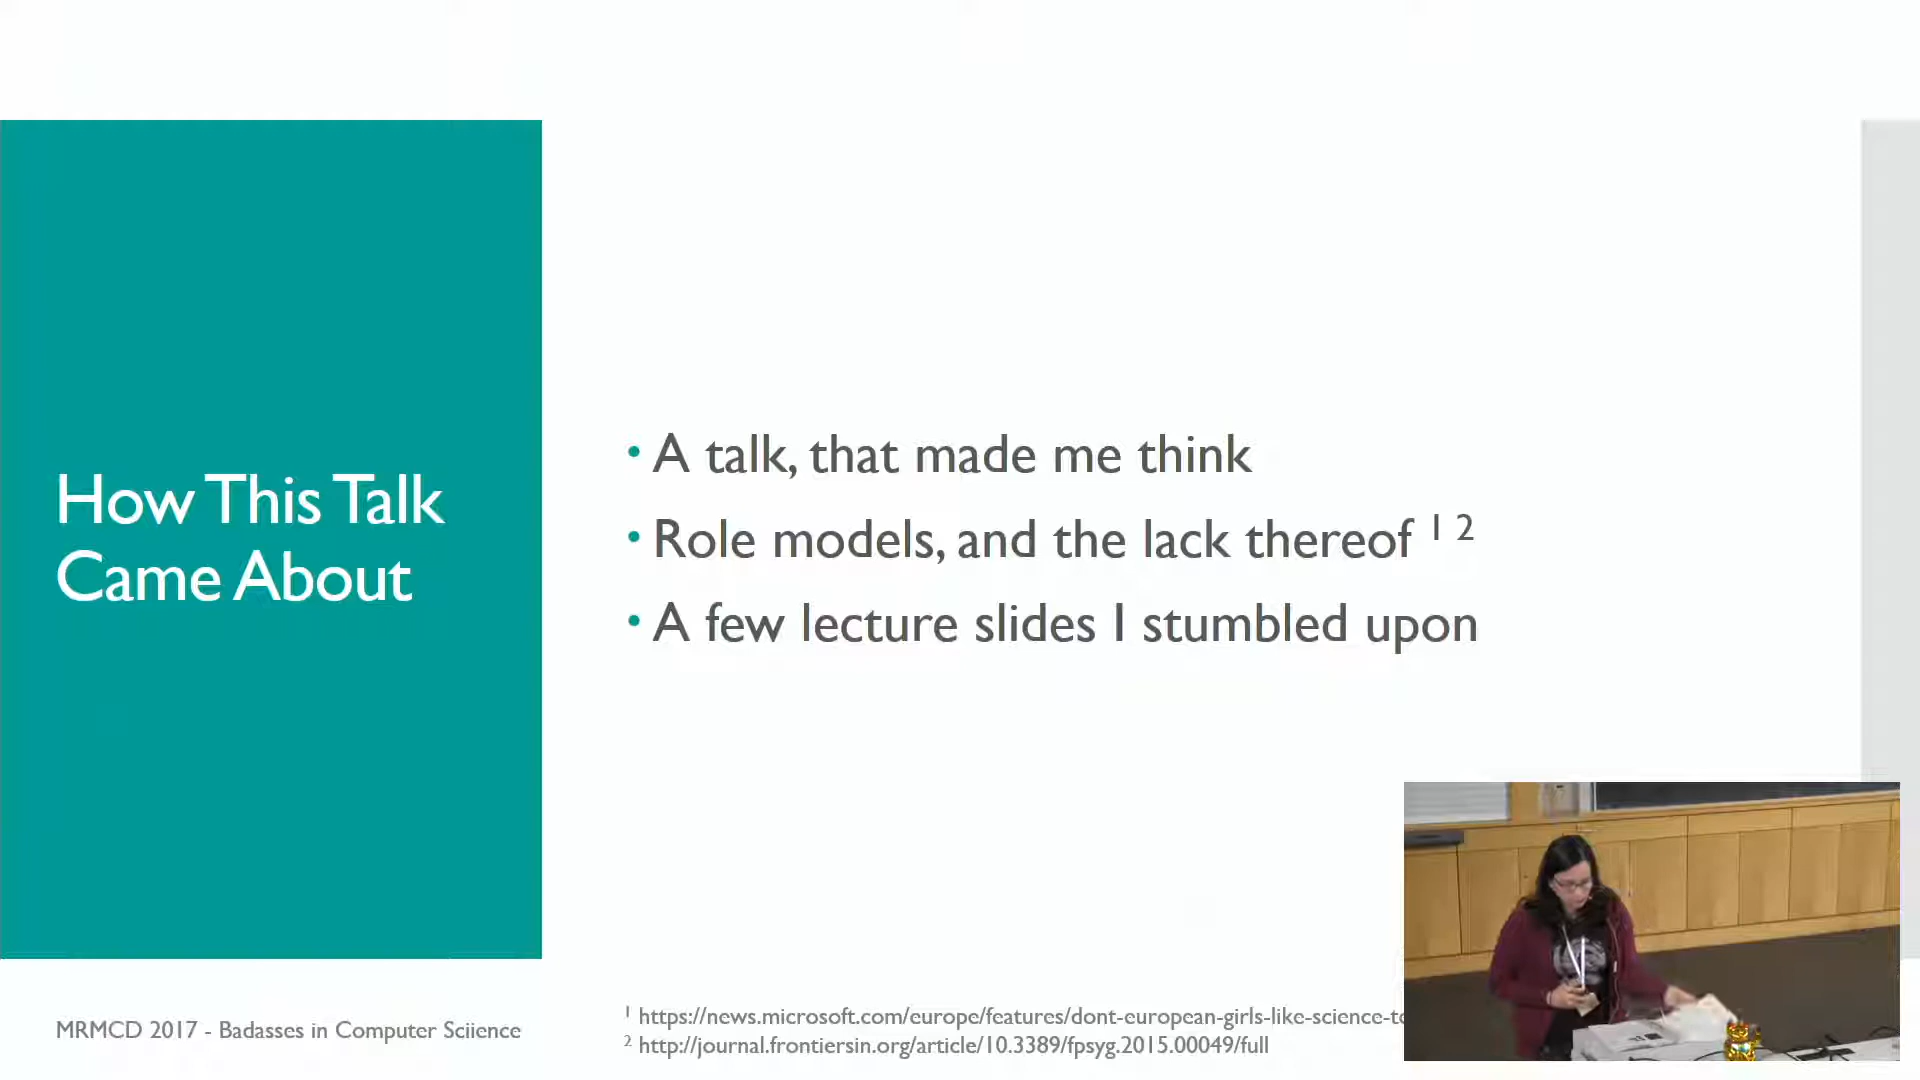 How This Talk
Came About
• A talk, that made me think
• Role models, and the lack thereof 1 2
• A few lecture slides I stumbled upon
MRMCD 2017 - Badasses in Computer Sciience
1 https://news.microsoft.com/europe/features/dont-european-girls-like-science-te
2 http://journal.frontiersin.org/article/10.3389/fpsyg.2015.00049/full